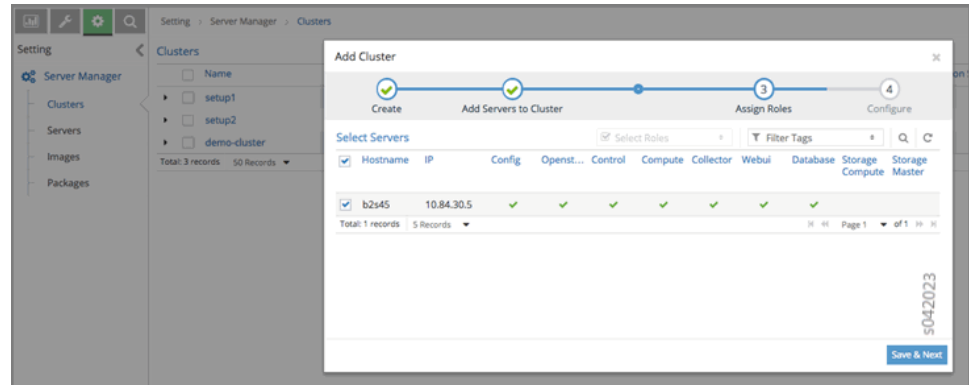 Setting > Server Manager > Clusters
Setting
Server Manager
Clusters
Servers
Images
Packages
Clusters
Name
setup1
setup2
demo-cluster
Total: 3 records 50 Records
Add Cluster
3
4
Create
Add Servers to Cluster
Assign Roles
Configure
Select Servers
Select Roles
Filter Tags
Hostname IP Config Openst... Control Compute Collector Webui Database Storage Compute Storage Master
b2s45 10.84.30.5
Total: 1 records 5 Records
Page 1 of 1
s042023
Save & Next